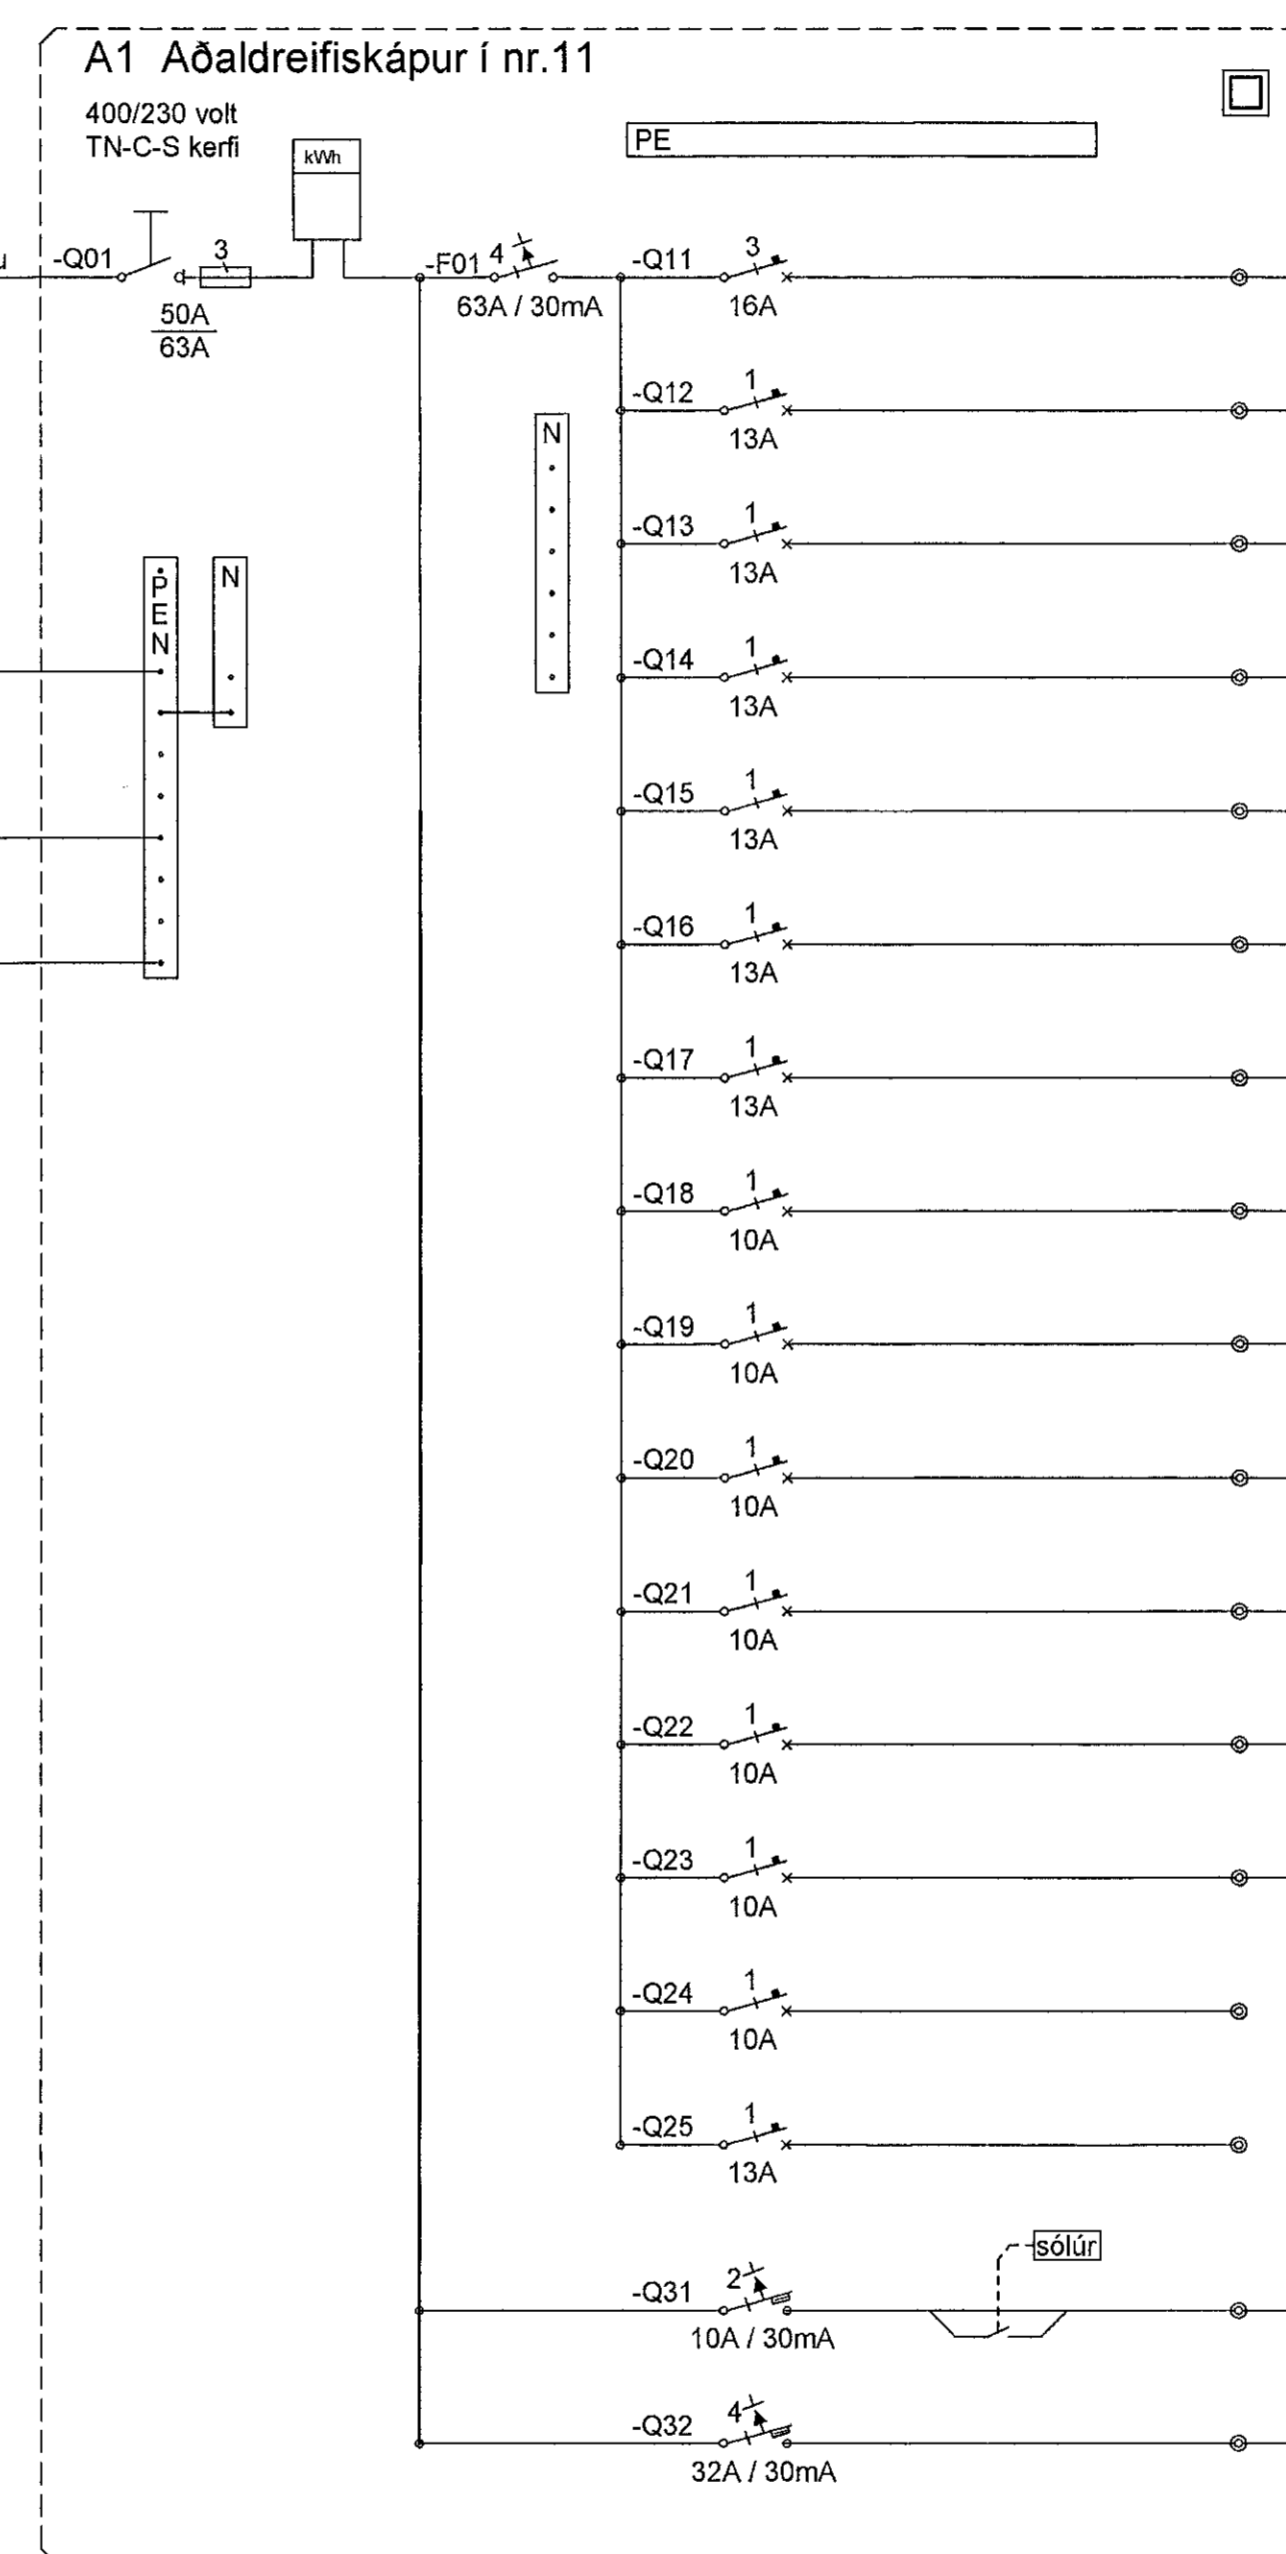 A1 Aðaldreifiskápur í nr.11
400/230 volt
TN-C-S kerfi
kWh
PE
-Q01
3
50A
63A
-F01 4
63A / 30mA
-Q11 3
16A
-Q12 1
13A
N
-Q13 1
13A
PEN
N
-Q14 1
13A
-Q15 1
13A
-Q16 1
13A
-Q17 1
13A
-Q18 1
10A
-Q19 1
10A
-Q20 1
10A
-Q21 1
10A
-Q22 1
10A
-Q23 1
10A
-Q24 1
10A
-Q25 1
13A
sólúr
-Q31 2
10A / 30mA
-Q32 4
32A / 30mA